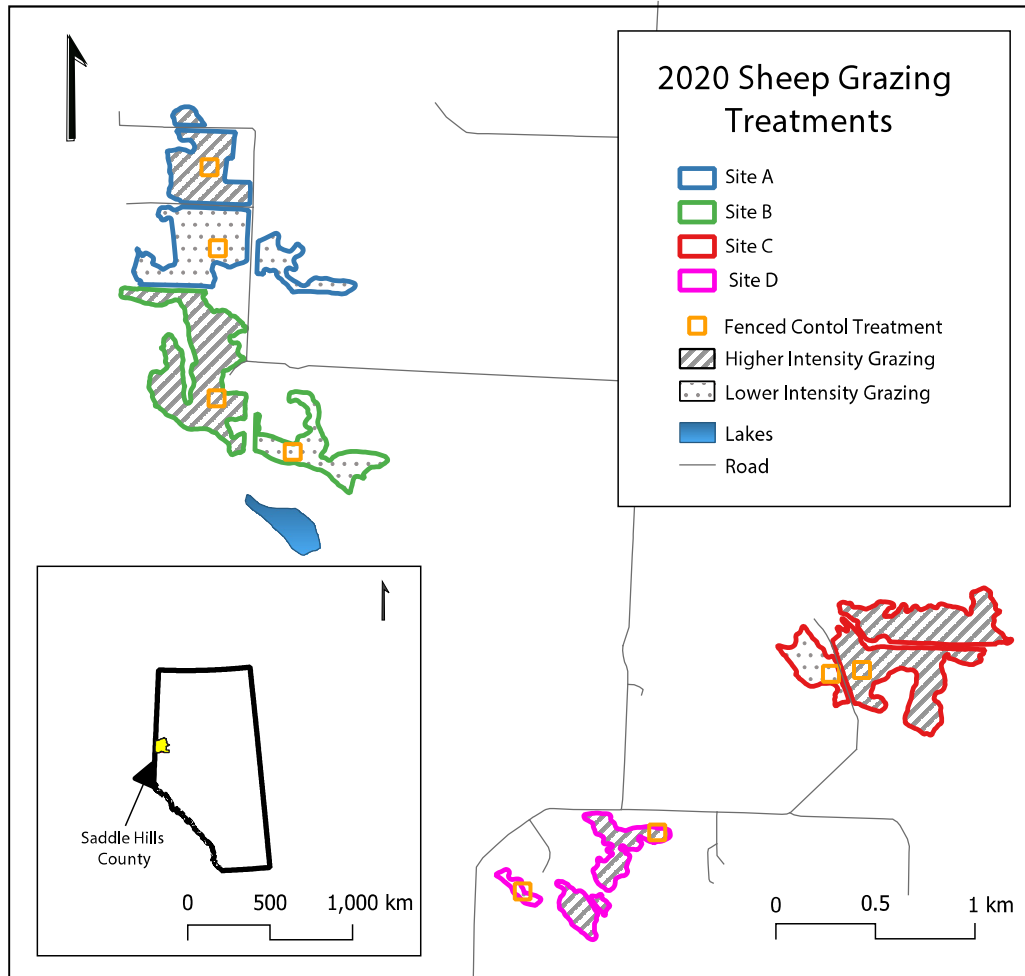 2020 Sheep Grazing
Treatments
Site A
Site B
Site C
Site D
Fenced Contol Treatment
Higher Intensity Grazing
Lower Intensity Grazing
Lakes
Road
Saddle Hills
County
0 500 1,000 km
0 0.5 1 km